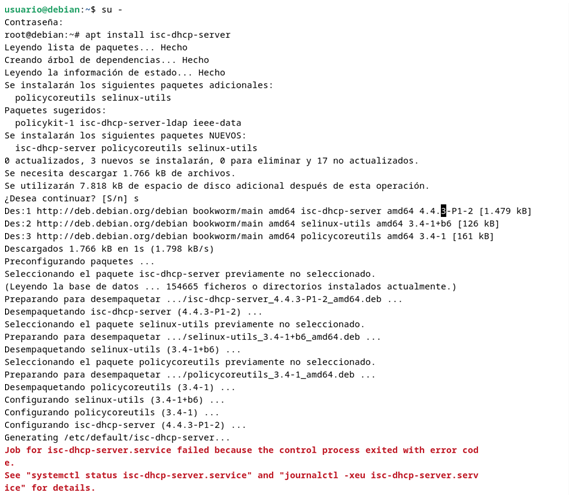 usuario@debian:~$ su -
Contraseña:
root@debian:~# apt install isc-dhcp-server
Leyendo lista de paquetes... Hecho
Creando árbol de dependencias... Hecho
Leyendo la información de estado... Hecho
Se instalarán los siguientes paquetes adicionales:
  policycoreutils selinux-utils
Paquetes sugeridos:
  policykit-1 isc-dhcp-server-ldap ieee-data
Se instalarán los siguientes paquetes NUEVOS:
  isc-dhcp-server policycoreutils selinux-utils
0 actualizados, 3 nuevos se instalarán, 0 para eliminar y 17 no actualizados.
Se necesita descargar 1.766 kB de archivos.
Se utilizarán 7.818 kB de espacio de disco adicional después de esta operación.
¿Desea continuar? [S/n] s
Des:1 http://deb.debian.org/debian bookworm/main amd64 isc-dhcp-server amd64 4.4.3-P1-2 [1.479 kB]
Des:2 http://deb.debian.org/debian bookworm/main amd64 selinux-utils amd64 3.4-1+b6 [126 kB]
Des:3 http://deb.debian.org/debian bookworm/main amd64 policycoreutils amd64 3.4-1 [161 kB]
Descargados 1.766 kB en 1s (1.798 kB/s)
Preconfigurando paquetes ...
Seleccionando el paquete isc-dhcp-server previamente no seleccionado.
(Leyendo la base de datos ... 154665 ficheros o directorios instalados actualmente.)
Preparando para desempaquetar .../isc-dhcp-server_4.4.3-P1-2_amd64.deb ...
Desempaquetando isc-dhcp-server (4.4.3-P1-2) ...
Seleccionando el paquete selinux-utils previamente no seleccionado.
Preparando para desempaquetar .../selinux-utils_3.4-1+b6_amd64.deb ...
Desempaquetando selinux-utils (3.4-1+b6) ...
Seleccionando el paquete policycoreutils previamente no seleccionado.
Preparando para desempaquetar .../policycoreutils_3.4-1_amd64.deb ...
Desempaquetando policycoreutils (3.4-1) ...
Configurando selinux-utils (3.4-1+b6) ...
Configurando policycoreutils (3.4-1) ...
Configurando isc-dhcp-server (4.4.3-P1-2) ...
Generating /etc/default/isc-dhcp-server...
Job for isc-dhcp-server.service failed because the control process exited with error cod
e.
See "systemctl status isc-dhcp-server.service" and "journalctl -xeu isc-dhcp-server.serv
ice" for details.